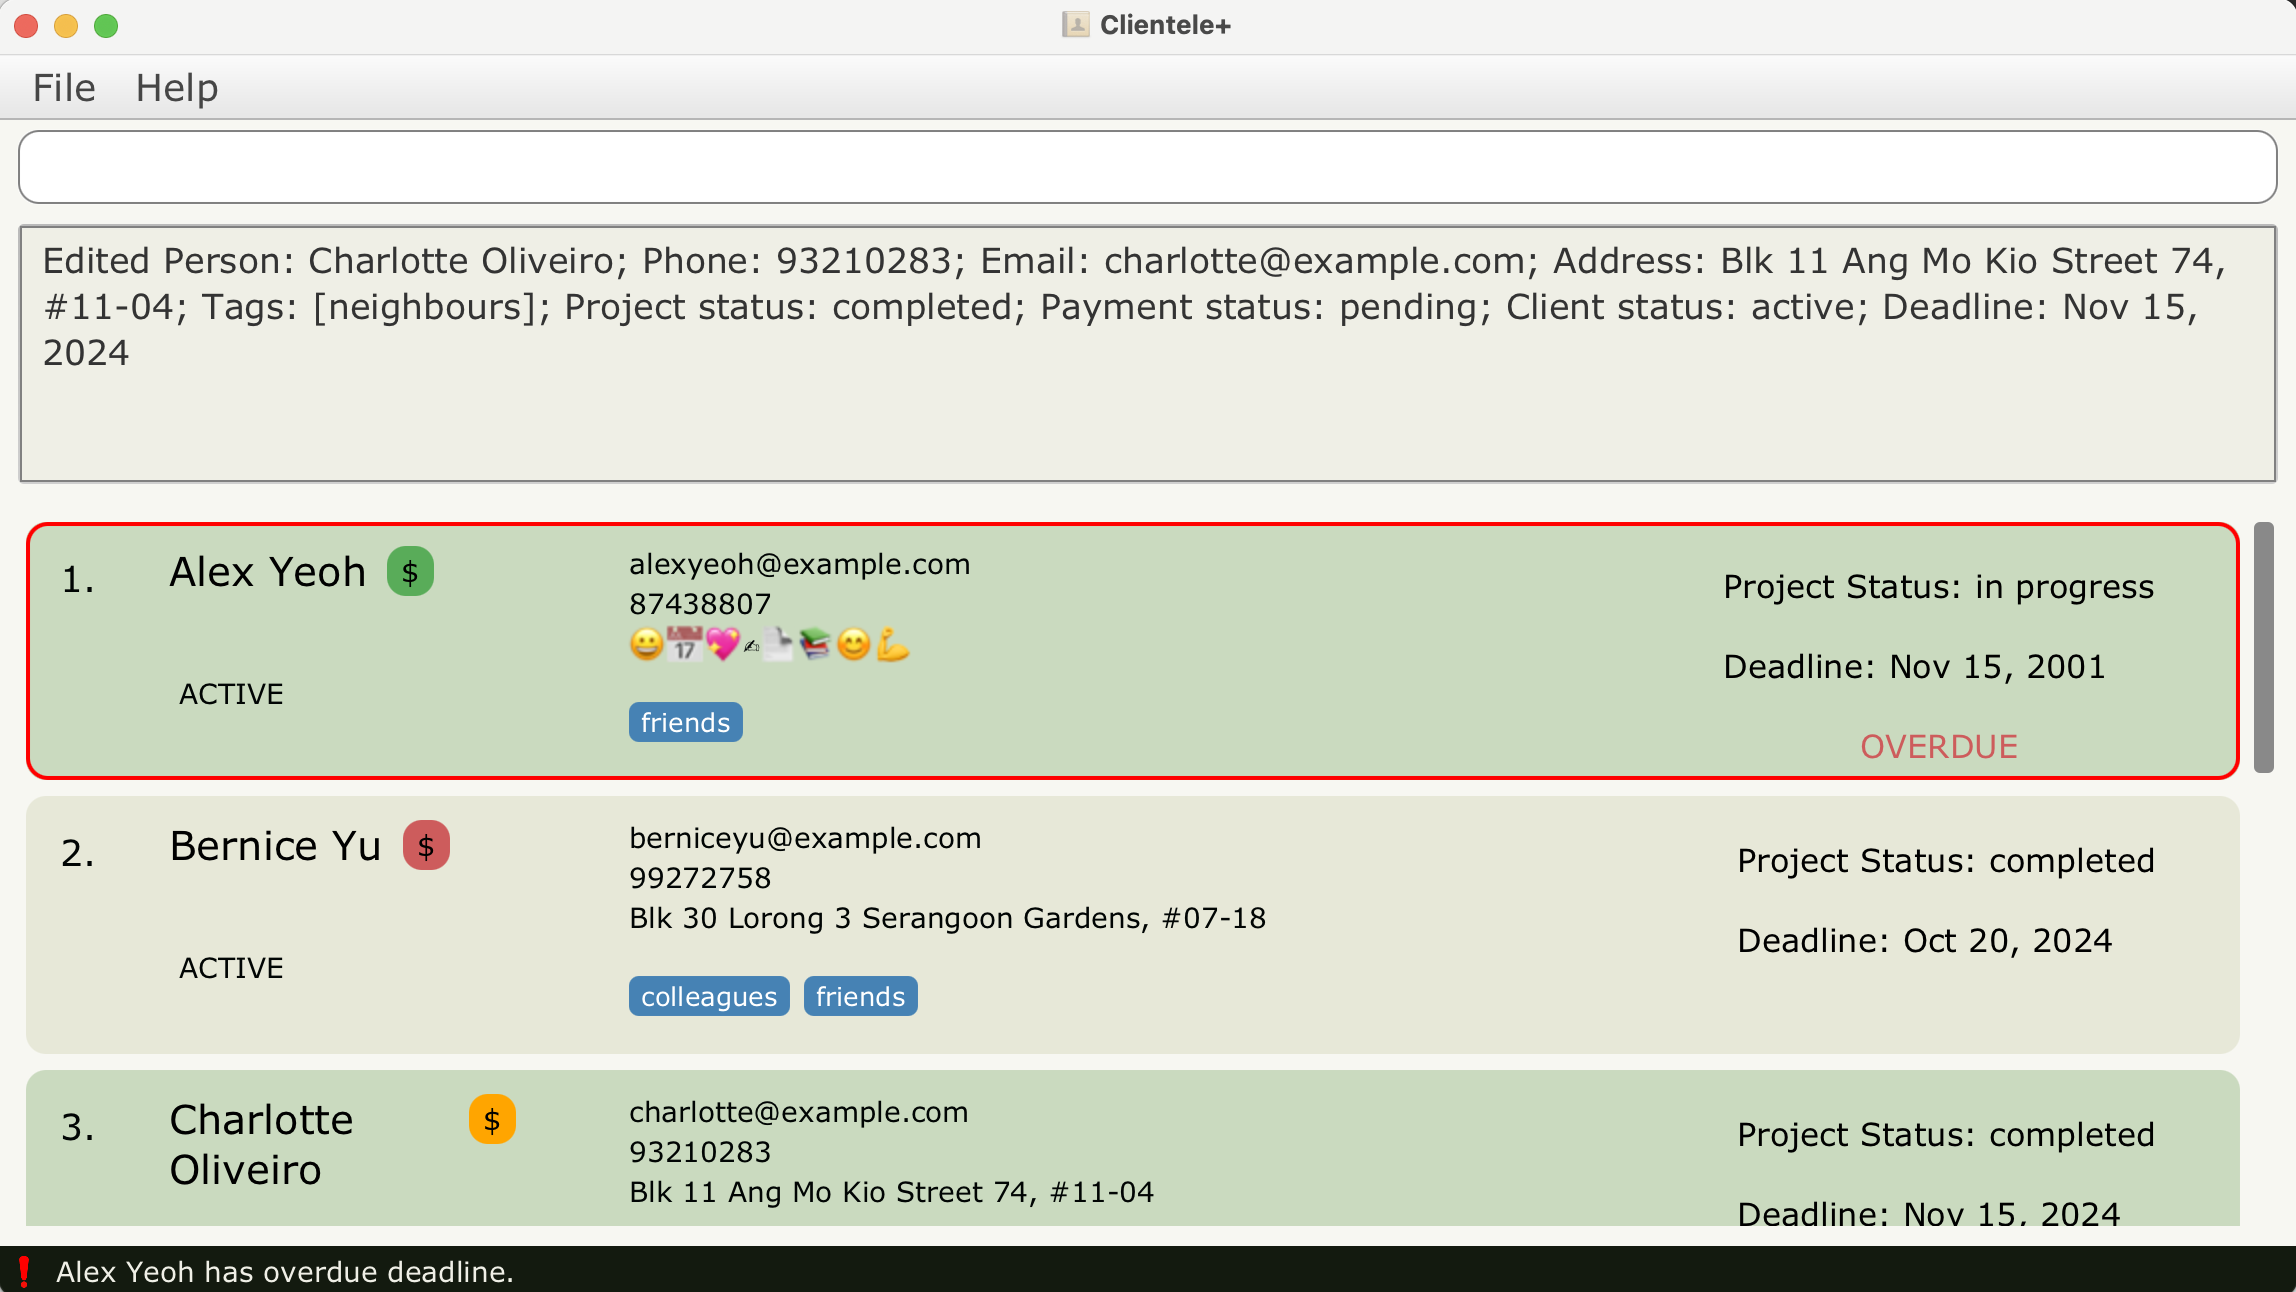 Clientele+
File Help
Edited Person: Charlotte Oliveiro; Phone: 93210283; Email: charlotte@example.com; Address: Blk 11 Ang Mo Kio Street 74,
#11-04; Tags: [neighbours]; Project status: completed; Payment status: pending; Client status: active; Deadline: Nov 15,
2024
1. Alex Yeoh $
ACTIVE
alexyeoh@example.com
87438807
😀📅💖✍📄📚😊💪
friends
Project Status: in progress
Deadline: Nov 15, 2001
OVERDUE
2. Bernice Yu $
ACTIVE
berniceyu@example.com
99272758
Blk 30 Lorong 3 Serangoon Gardens, #07-18
colleagues friends
Project Status: completed
Deadline: Oct 20, 2024
3. Charlotte $
Oliveiro
charlotte@example.com
93210283
Blk 11 Ang Mo Kio Street 74, #11-04
Project Status: completed
Deadline: Nov 15, 2024
❗ Alex Yeoh has overdue deadline.